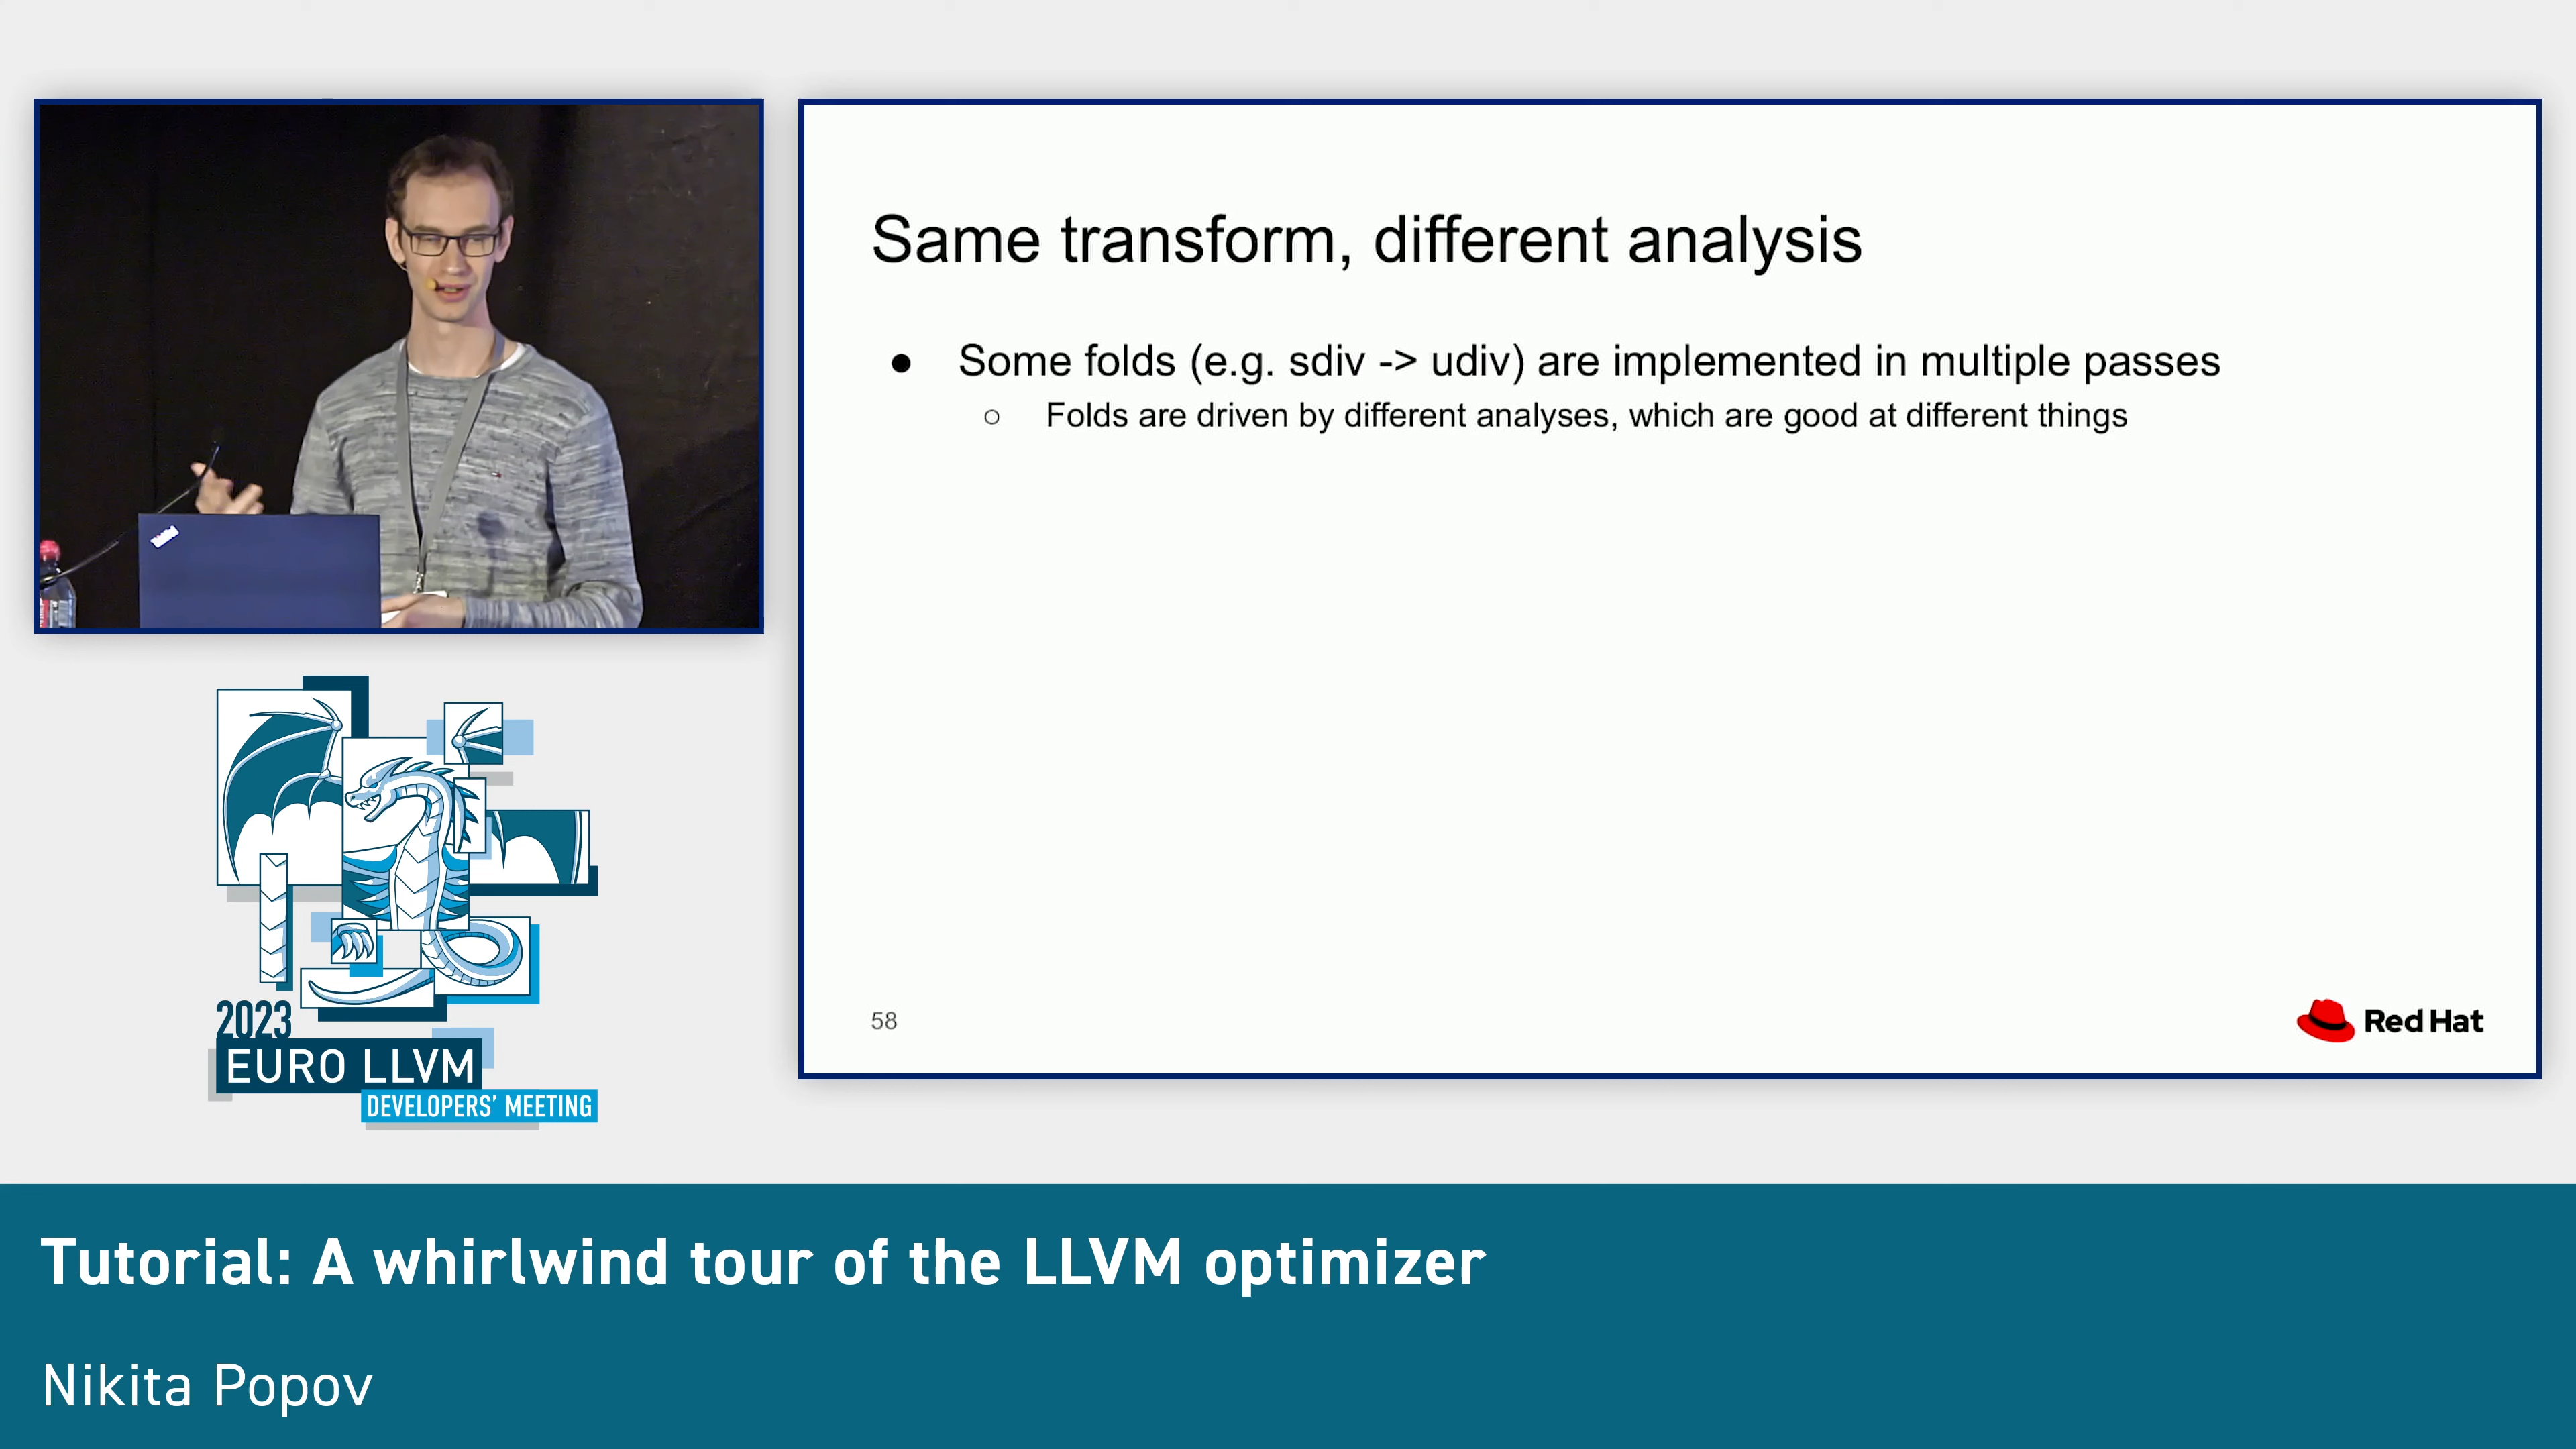 Same transform, different analysis
● Some folds (e.g. sdiv -> udiv) are implemented in multiple passes
○ Folds are driven by different analyses, which are good at different things
58
Red Hat
2023
EURO LLVM
DEVELOPERS’ MEETING
Tutorial: A whirlwind tour of the LLVM optimizer
Nikita Popov